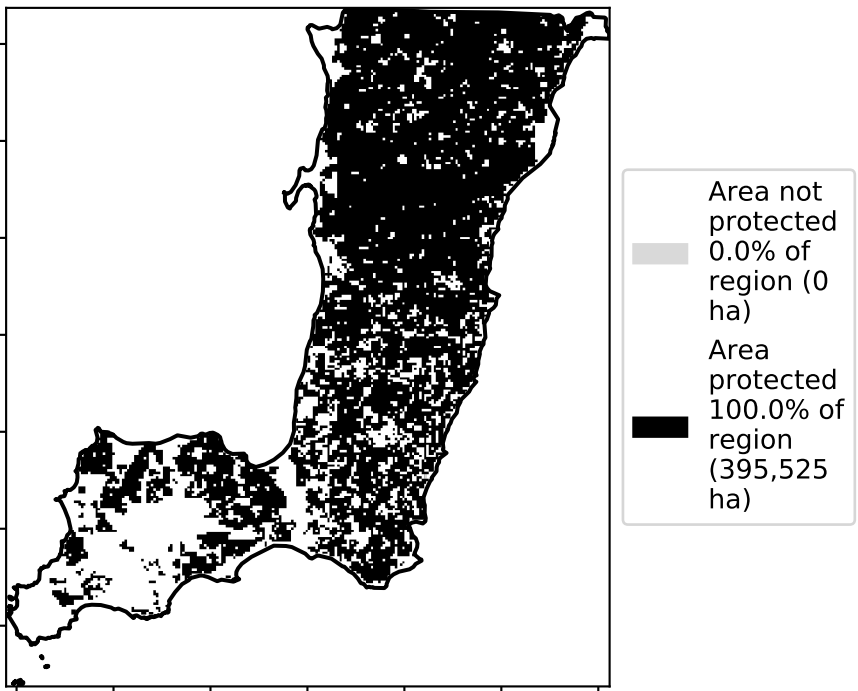 Area not
protected
0.0% of
region (0
ha)
Area
protected
100.0% of
region
(395,525
ha)